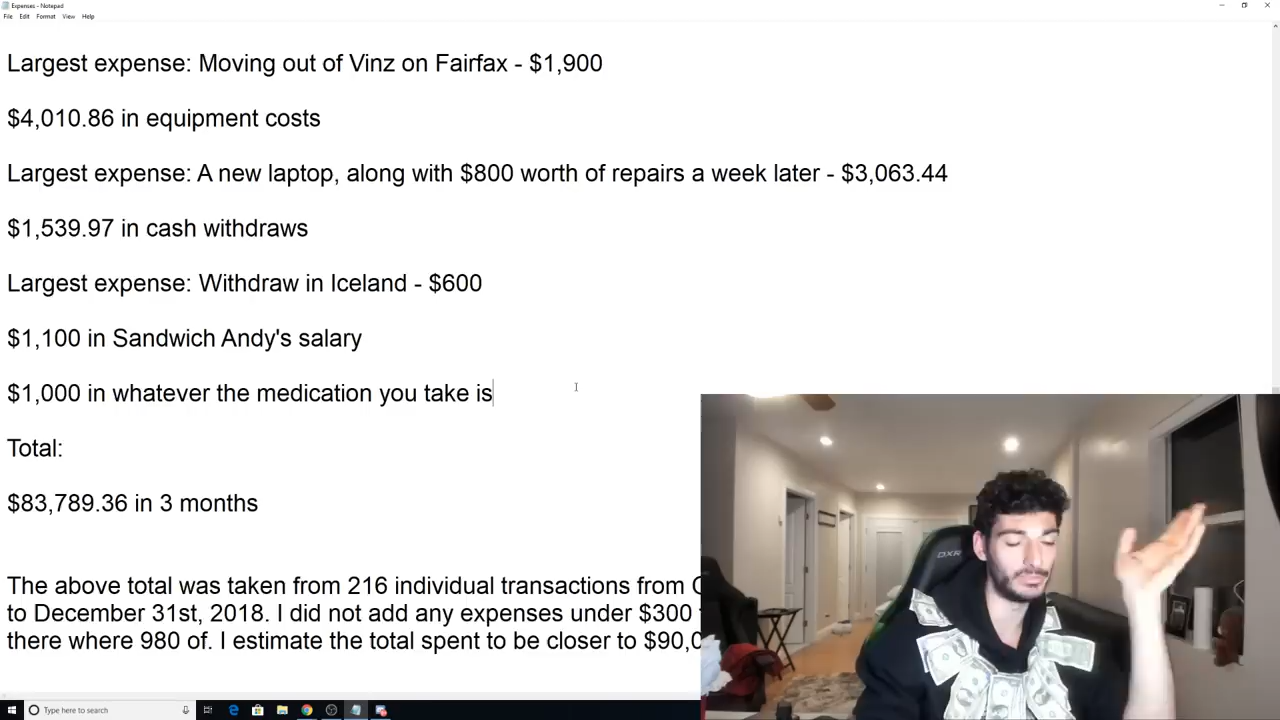 Expenses - Notepad
File Edit Format View Help
Largest expense: Moving out of Vinz on Fairfax - $1,900
$4,010.86 in equipment costs
Largest expense: A new laptop, along with $800 worth of repairs a week later - $3,063.44
$1,539.97 in cash withdraws
Largest expense: Withdraw in Iceland - $600
$1,100 in Sandwich Andy's salary
$1,000 in whatever the medication you take is
Total:
$83,789.36 in 3 months
The above total was taken from 216 individual transactions from
to December 31st, 2018. I did not add any expenses under $300
there where 980 of. I estimate the total spent to be closer to $90,0
DXR
Type here to search